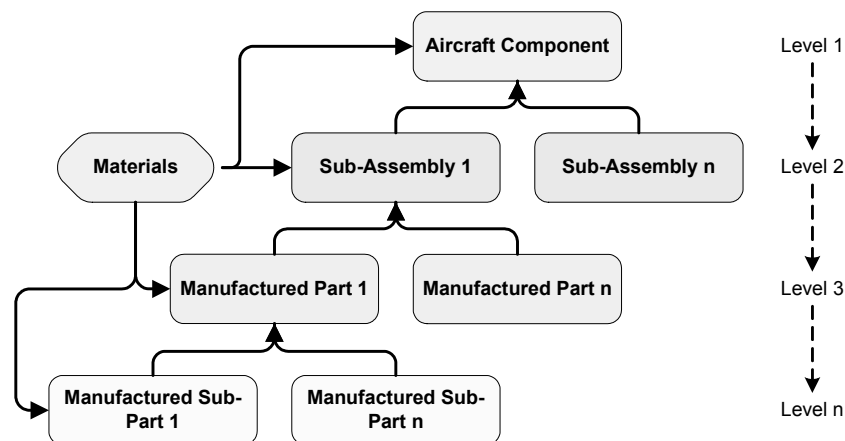 Aircraft Component
Level 1
Materials
Sub-Assembly 1
Sub-Assembly n
Level 2
Manufactured Part 1
Manufactured Part n
Level 3
Manufactured Sub-
Part 1
Manufactured Sub-
Part n
Level n